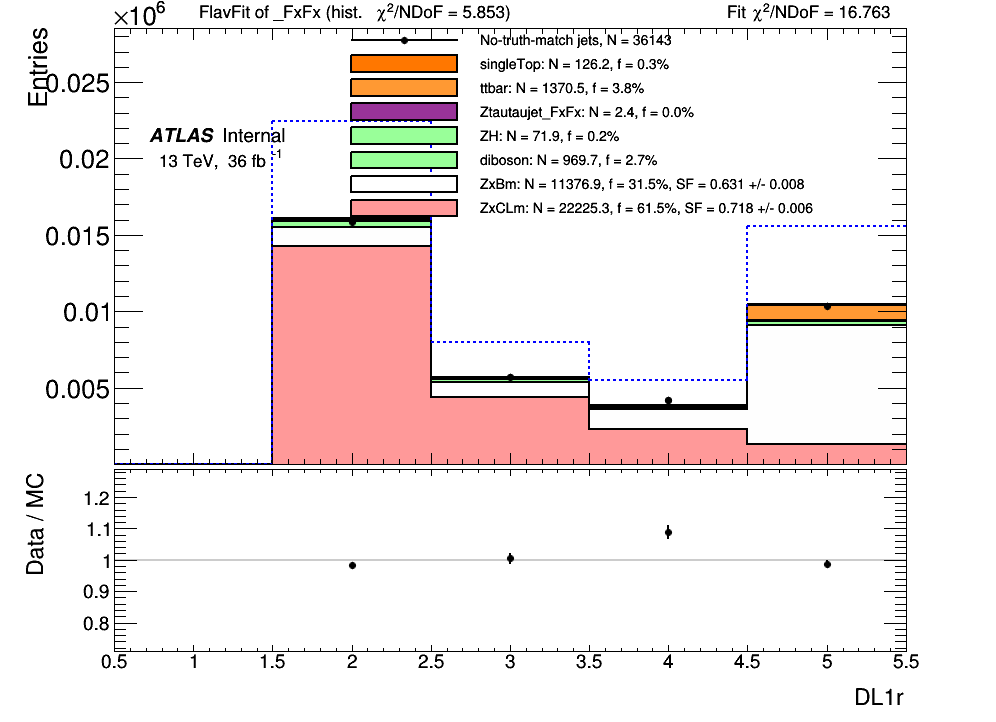 ×10⁶ FlavFit of _FxFx (hist. χ²/NDoF = 5.853) Fit χ²/NDoF = 16.763
Entries
0.025
0.02
0.015
0.01
0.005
ATLAS Internal
13 TeV, 36 fb⁻¹
No-truth-match jets, N = 36143
singleTop: N = 126.2, f = 0.3%
ttbar: N = 1370.5, f = 3.8%
Ztautaujet_FxFx: N = 2.4, f = 0.0%
ZH: N = 71.9, f = 0.2%
diboson: N = 969.7, f = 2.7%
ZxBm: N = 11376.9, f = 31.5%, SF = 0.631 +/- 0.008
ZxCLm: N = 22225.3, f = 61.5%, SF = 0.718 +/- 0.006
Data / MC
1.2
1.1
1
0.9
0.8
0.5 1 1.5 2 2.5 3 3.5 4 4.5 5 5.5
DL1r